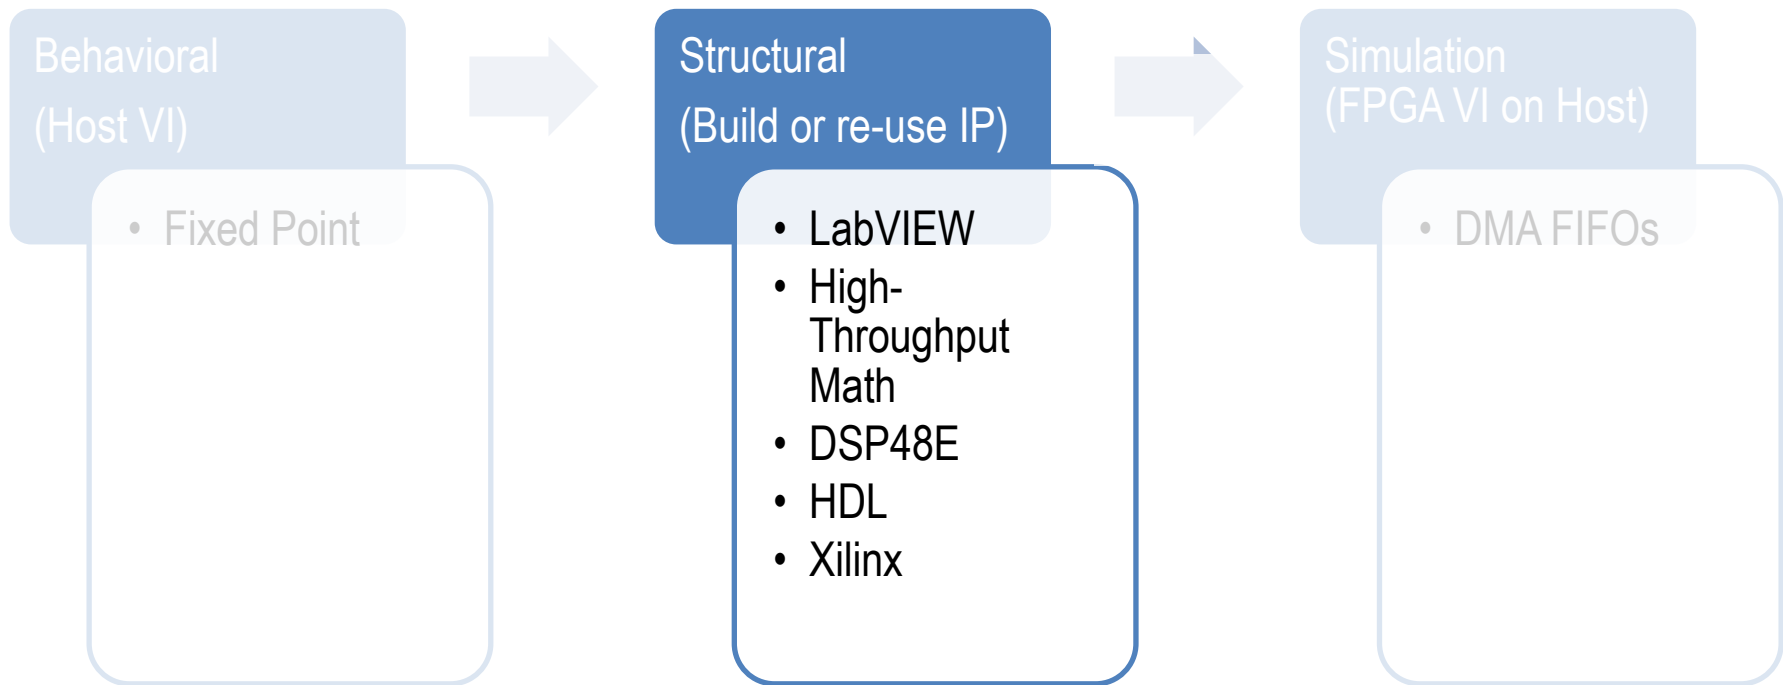 Behavioral
(Host VI)
• Fixed Point
Structural
(Build or re-use IP)
• LabVIEW
• High-
Throughput
Math
• DSP48E
• HDL
• Xilinx
Simulation
(FPGA VI on Host)
• DMA FIFOs